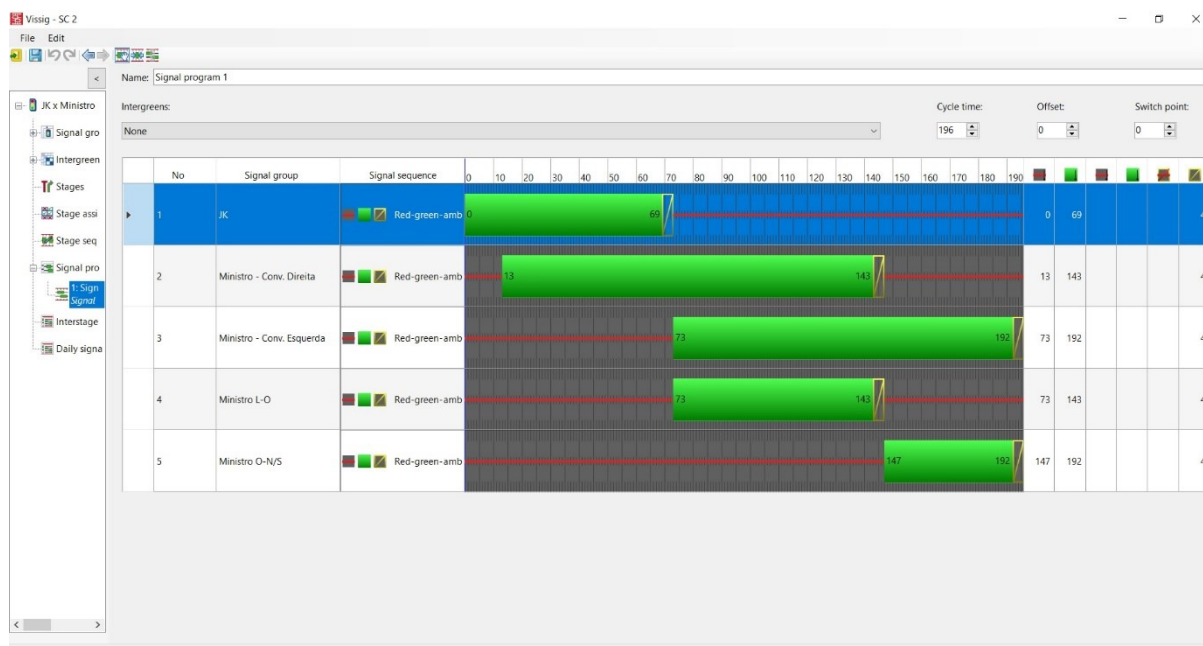 Vissig - SC 2
File Edit
< Name: Signal program 1
JK x Ministro
Signal gro
Intergreen
Stages
Stage assi
Stage seq
Signal pro
1: Sign
Signal
Interstage
Daily signa
Intergreens: Cycle time: Offset: Switch point:
None 196 0 0
No Signal group Signal sequence 0 10 20 30 40 50 60 70 80 90 100 110 120 130 140 150 160 170 180 190
1 JK Red-green-amb 0 69 0 69
2 Ministro - Conv. Direita Red-green-amb 13 143 13 143
3 Ministro - Conv. Esquerda Red-green-amb 73 192 73 192
4 Ministro L-O Red-green-amb 73 143 73 143
5 Ministro O-N/S Red-green-amb 147 192 147 192